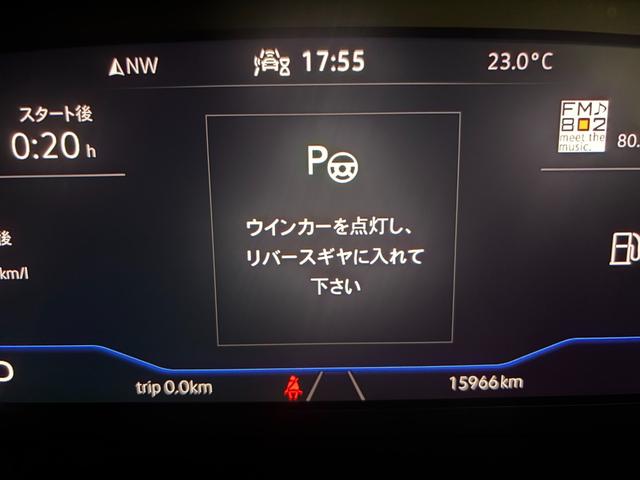 NW
17:55
23.0°C
スタート後
0:20 h
FM♪
802
meet the
music.
80.
P
ウインカーを点灯し、
リバースギヤに入れて
下さい
後
km/l
trip 0.0km
15966km